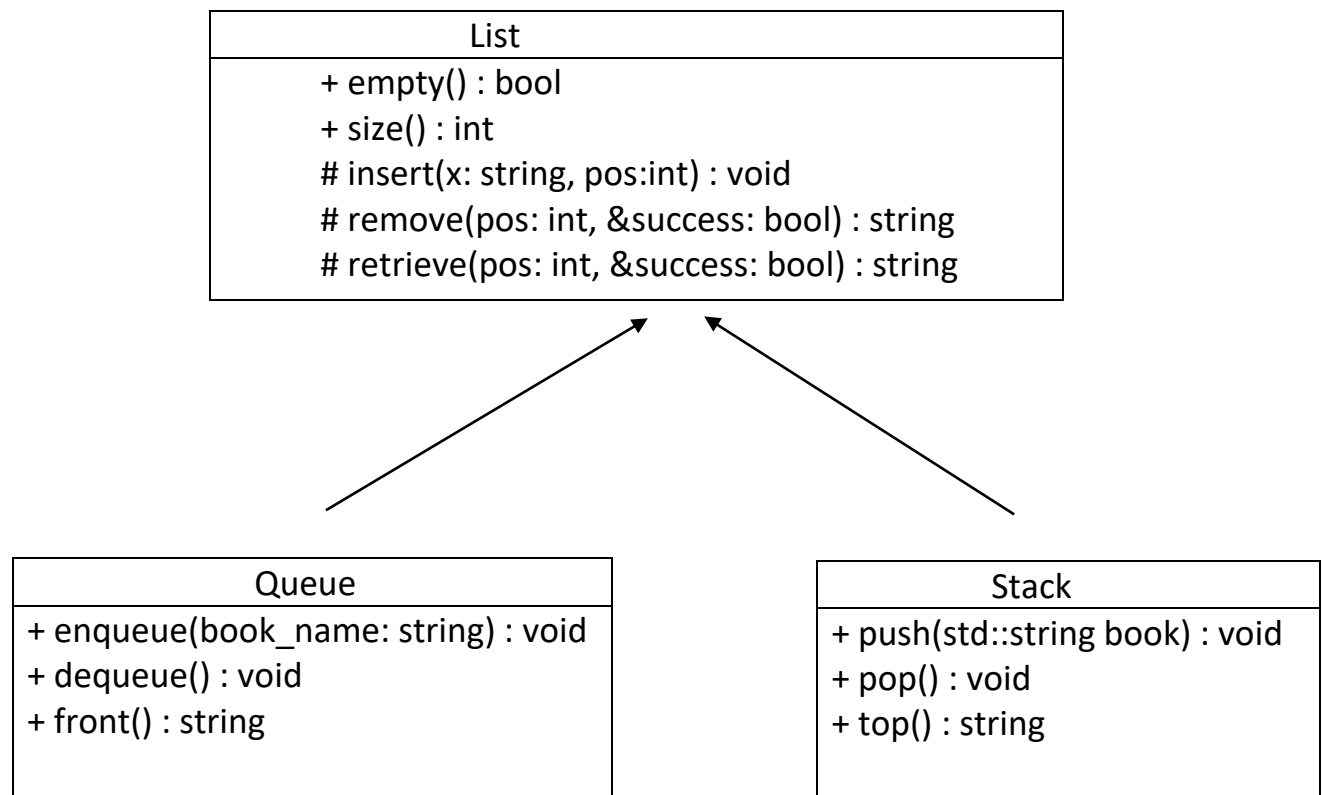 List
+ empty() : bool
+ size() : int
# insert(x: string, pos:int) : void
# remove(pos: int, &success: bool) : string
# retrieve(pos: int, &success: bool) : string
Queue
+ enqueue(book_name: string) : void
+ dequeue() : void
+ front() : string
Stack
+ push(std::string book) : void
+ pop() : void
+ top() : string